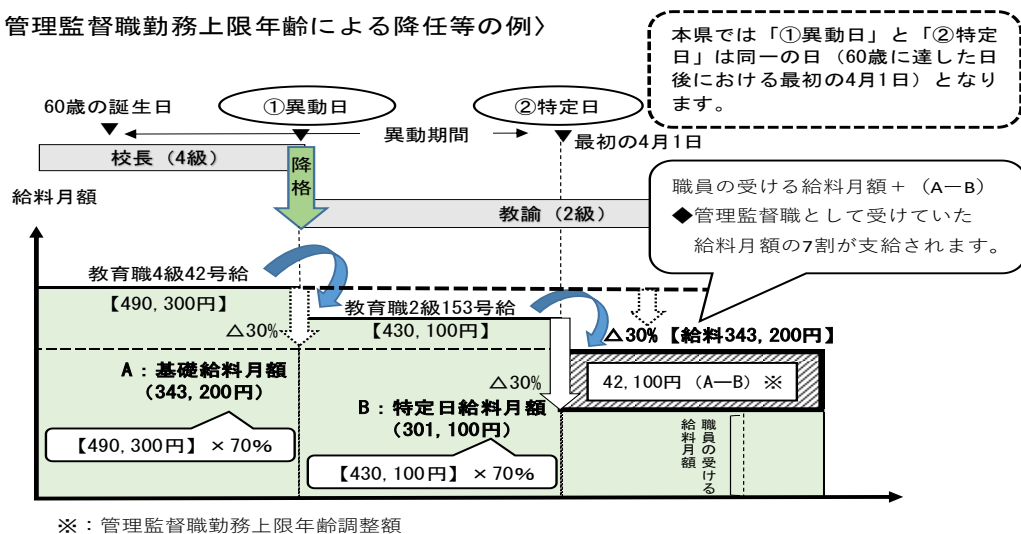 管理監督職勤務上限年齢による降任等の例〉
本県では「①異動日」と「②特定
日」は同一の日（60歳に達した日
後における最初の4月1日）となり
ます。
60歳の誕生日
①異動日
②特定日
異動期間
最初の4月1日
校長（4級）
降格
教諭（2級）
給料月額
職員の受ける給料月額＋（A―B）
◆管理監督職として受けていた
給料月額の7割が支給されます。
教育職4級42号給
【490,300円】
△30%
教育職2級153号給
【430,100円】
△30%【給料343,200円】
A：基礎給料月額
（343,200円）
△30%
42,100円（A―B）※
B：特定日給料月額
（301,100円）
【490,300円】×70%
【430,100円】×70%
職員の受ける
給料月額
※：管理監督職勤務上限年齢調整額